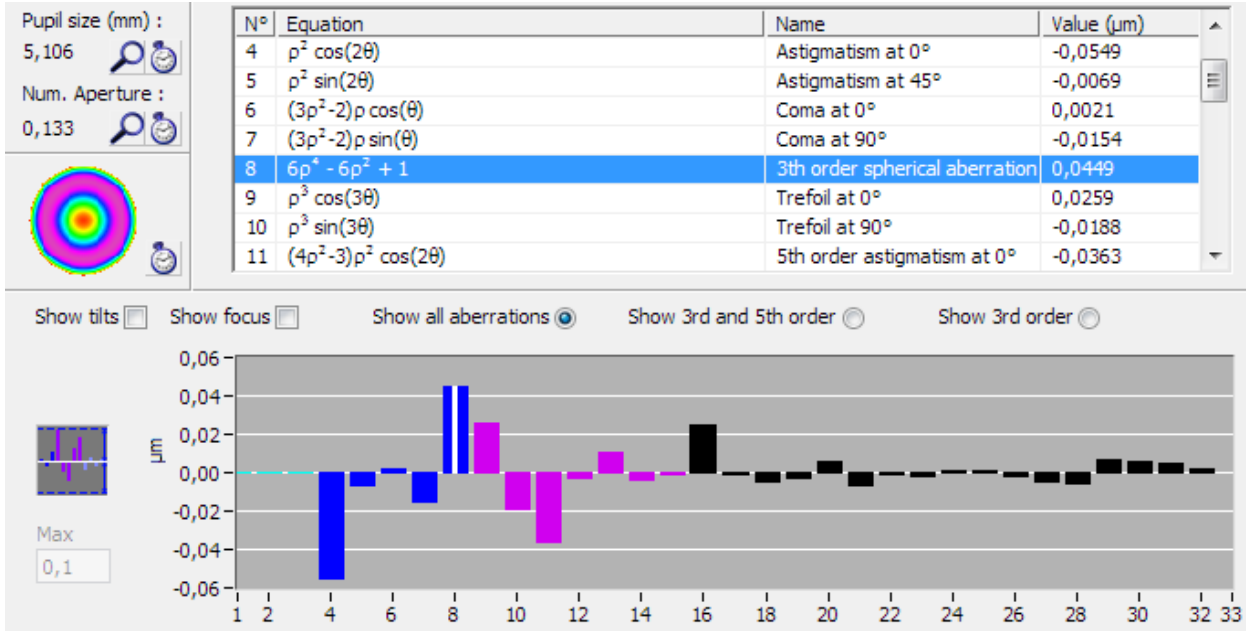 Pupil size (mm) :
5,106
Num. Aperture :
0,133
N° Equation Name Value (µm)
4 ρ² cos(2θ) Astigmatism at 0° -0,0549
5 ρ² sin(2θ) Astigmatism at 45° -0,0069
6 (3ρ²-2)ρ cos(θ) Coma at 0° 0,0021
7 (3ρ²-2)ρ sin(θ) Coma at 90° -0,0154
8 6ρ⁴ - 6ρ² + 1 3th order spherical aberration 0,0449
9 ρ³ cos(3θ) Trefoil at 0° 0,0259
10 ρ³ sin(3θ) Trefoil at 90° -0,0188
11 (4ρ²-3)ρ² cos(2θ) 5th order astigmatism at 0° -0,0363
Show tilts Show focus Show all aberrations Show 3rd and 5th order Show 3rd order
0,06
0,04
0,02
0,00
-0,02
-0,04
-0,06
µm
Max
0,1
1 2 4 6 8 10 12 14 16 18 20 22 24 26 28 30 32 33